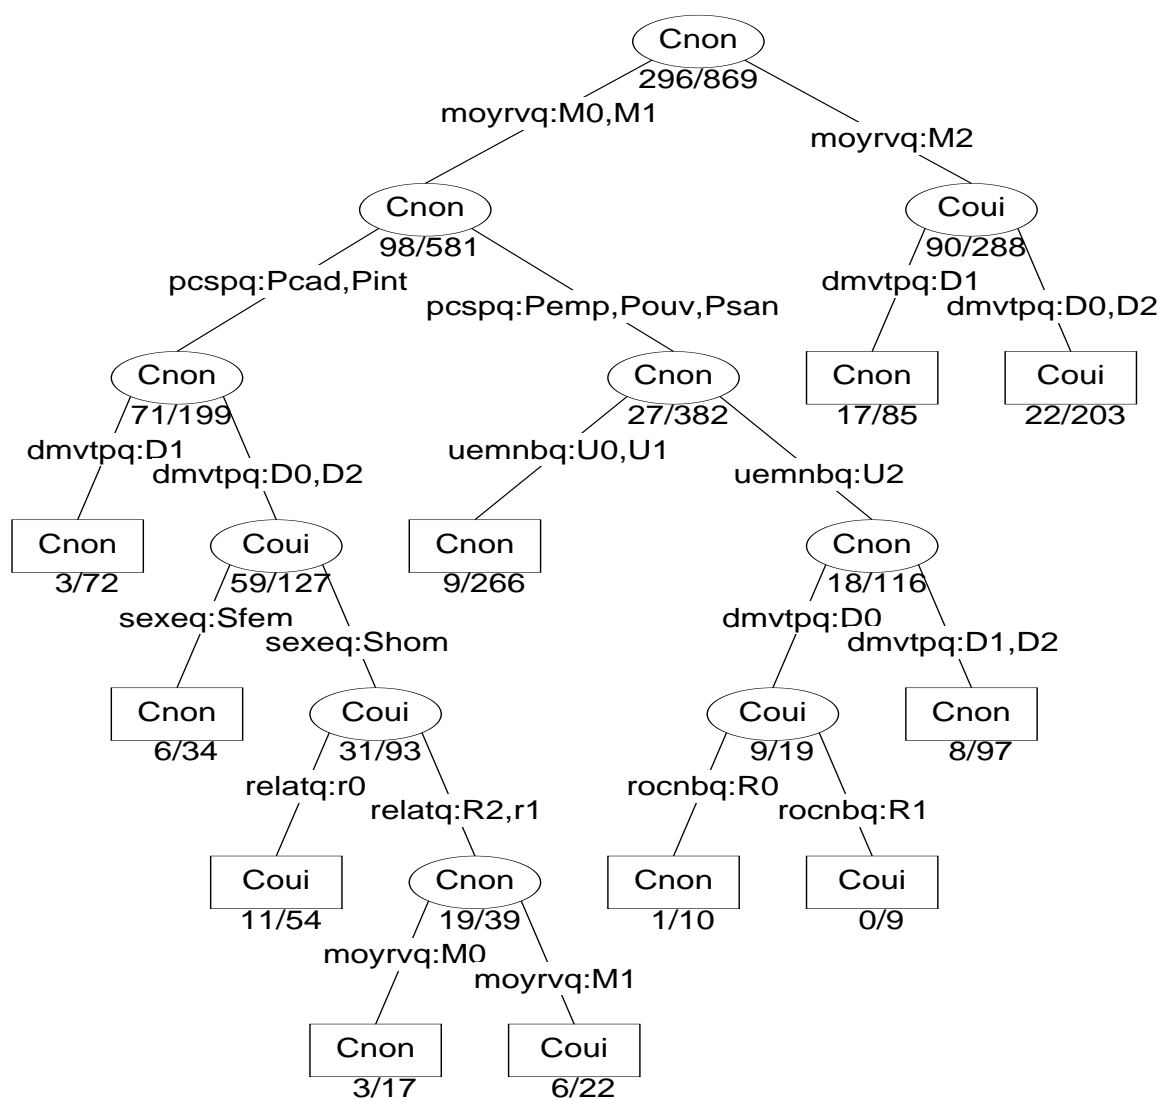 Cnon
296/869
moyrvq:M0,M1
moyrvq:M2
Cnon
98/581
Coui
90/288
pcspq:Pcad,Pint
pcspq:Pemp,Pouv,Psan
dmvtpq:D1
dmvtpq:D0,D2
Cnon
71/199
Cnon
27/382
Cnon
17/85
Coui
22/203
dmvtpq:D1
dmvtpq:D0,D2
uemnbq:U0,U1
uemnbq:U2
Cnon
3/72
Coui
59/127
Cnon
9/266
Cnon
18/116
sexeq:Sfem
sexeq:Shom
dmvtpq:D0
dmvtpq:D1,D2
Cnon
6/34
Coui
31/93
Coui
9/19
Cnon
8/97
relatq:r0
relatq:R2,r1
rocnbq:R0
rocnbq:R1
Coui
11/54
Cnon
19/39
Cnon
1/10
Coui
0/9
moyrvq:M0
moyrvq:M1
Cnon
3/17
Coui
6/22